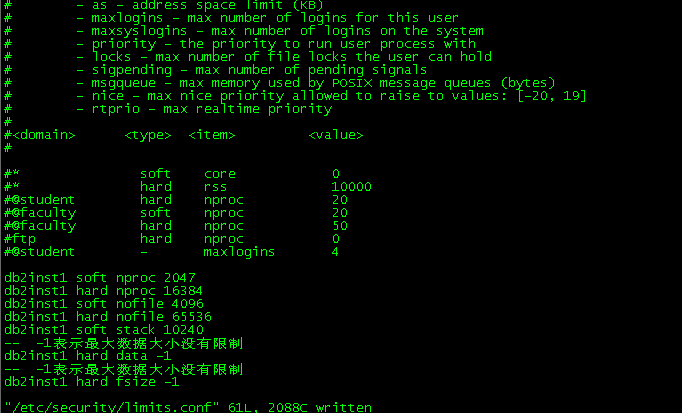 #        - as - address space limit (KB)
#        - maxlogins - max number of logins for this user
#        - maxsyslogins - max number of logins on the system
#        - priority - the priority to run user process with
#        - locks - max number of file locks the user can hold
#        - sigpending - max number of pending signals
#        - msgqueue - max memory used by POSIX message queues (bytes)
#        - nice - max nice priority allowed to raise to values: [-20, 19]
#        - rtprio - max realtime priority
#
#<domain>      <type>  <item>         <value>
#
#*               soft    core            0
#*               hard    rss             10000
#@student        hard    nproc           20
#@faculty        soft    nproc           20
#@faculty        hard    nproc           50
#ftp             hard    nproc           0
#@student        -       maxlogins       4
db2inst1 soft nproc 2047
db2inst1 hard nproc 16384
db2inst1 soft nofile 4096
db2inst1 hard nofile 65536
db2inst1 soft stack 10240
--  -1表示最大数据大小没有限制
db2inst1 hard data -1
--  -1表示最大数据大小没有限制
db2inst1 hard fsize -1
"/etc/security/limits.conf" 61L, 2088C written